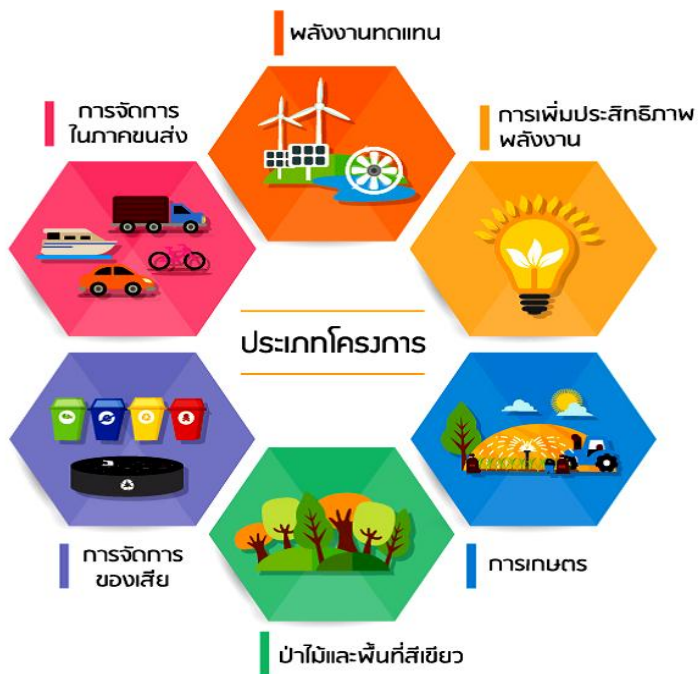 พลังงานทดแทน
การจัดการ
ในภาคขนส่ง
การเพิ่มประสิทธิภาพ
พลังงาน
ประเภทโครงการ
การจัดการ
ของเสีย
การเกษตร
ป่าไม้และพื้นที่สีเขียว